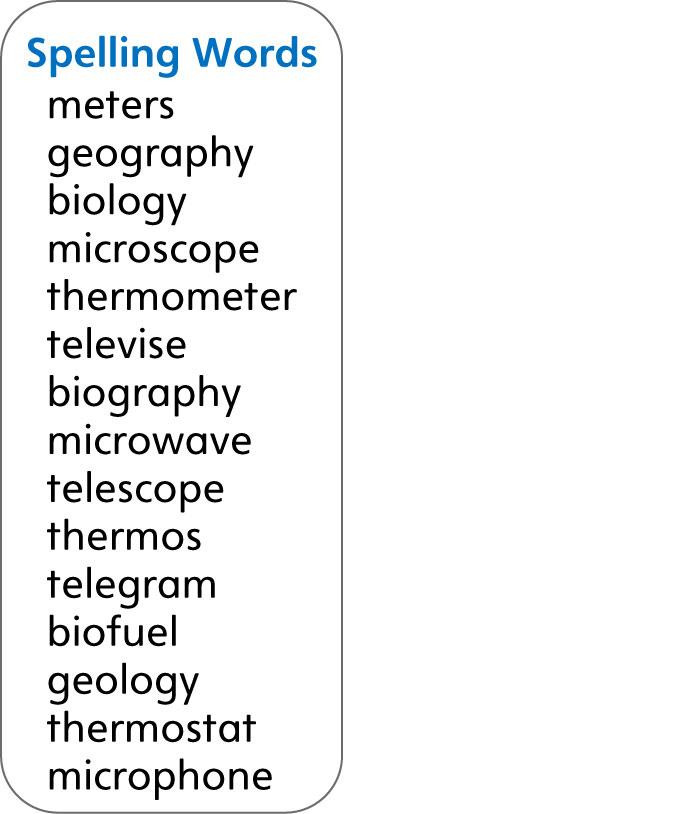 Spelling Words
meters
geography
biology
microscope
thermometer
televise
biography
microwave
telescope
thermos
telegram
biofuel
geology
thermostat
microphone